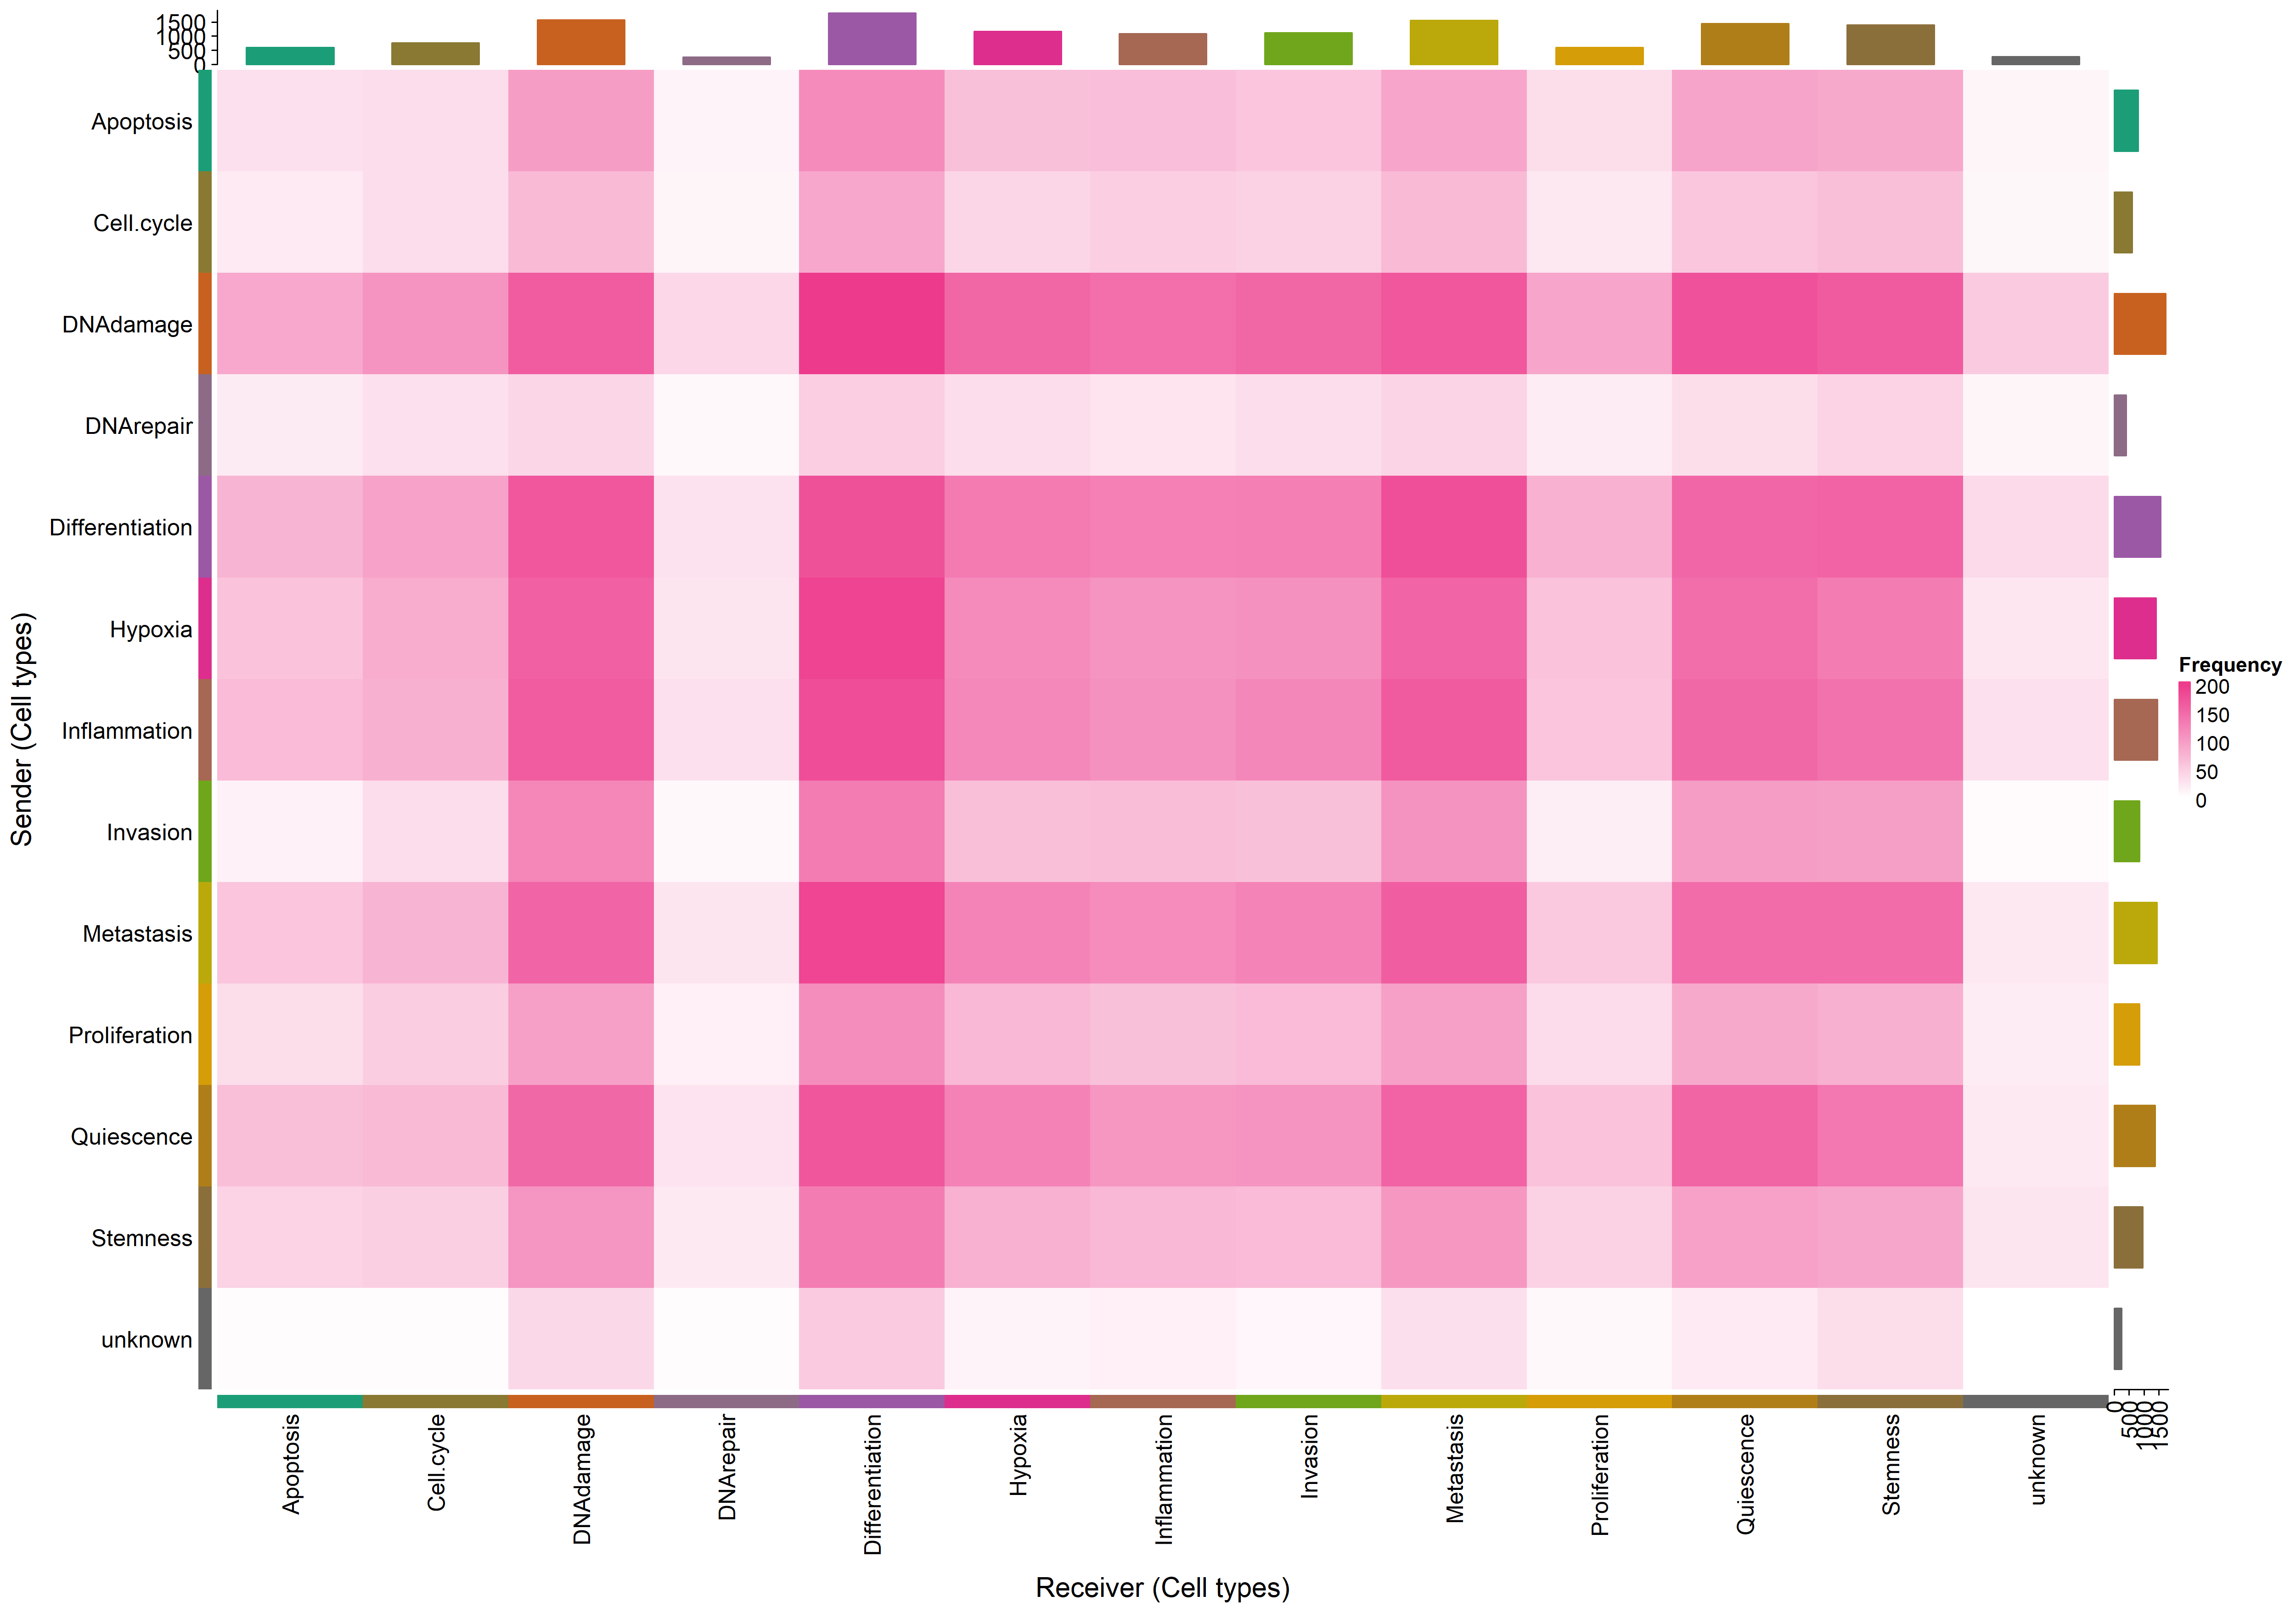 1500
1000
500
0
Apoptosis
Cell.cycle
DNAdamage
DNArepair
Differentiation
Hypoxia
Inflammation
Invasion
Metastasis
Proliferation
Quiescence
Stemness
unknown
Sender (Cell types)
Frequency
200
150
100
50
0
0
500
1000
1500
Apoptosis
Cell.cycle
DNAdamage
DNArepair
Differentiation
Hypoxia
Inflammation
Invasion
Metastasis
Proliferation
Quiescence
Stemness
unknown
Receiver (Cell types)